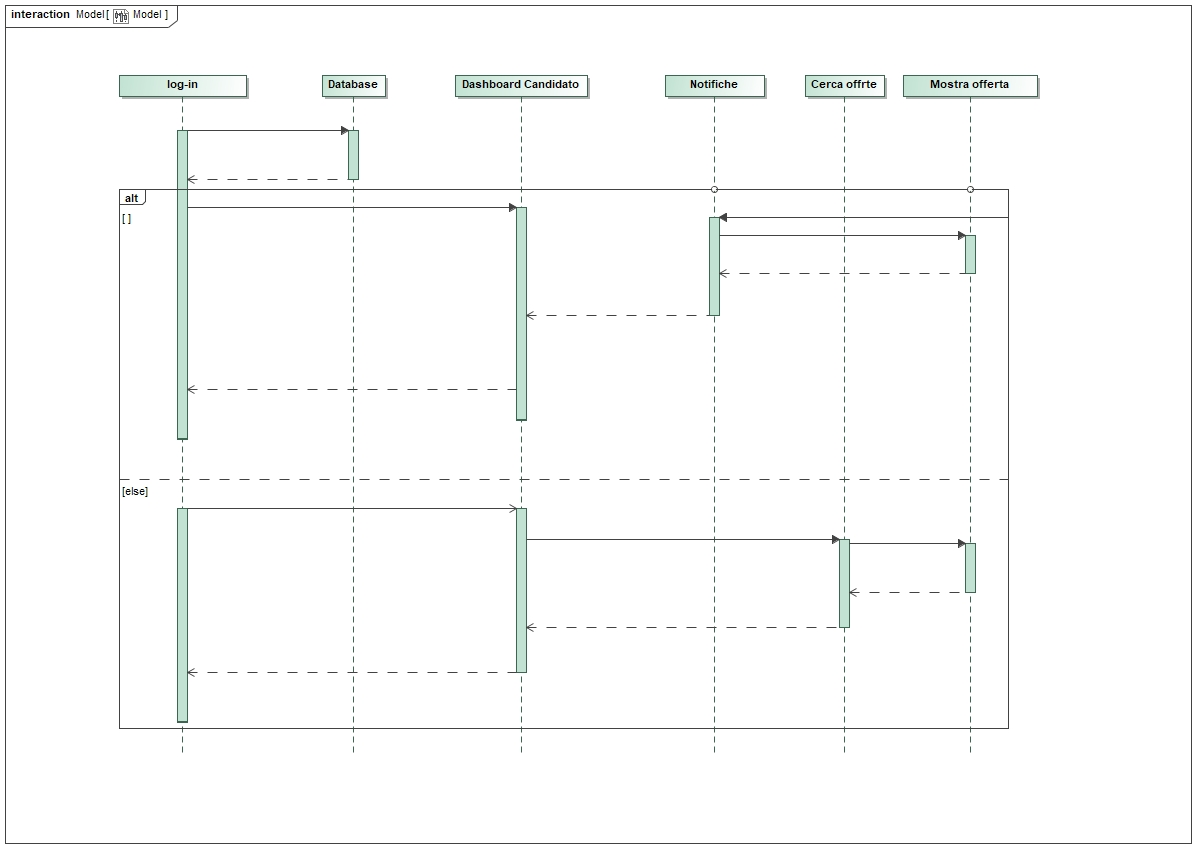 interaction Model[ Model ]
log-in
Database
Dashboard Candidato
Notifiche
Cerca offrte
Mostra offerta
alt
[ ]
[else]